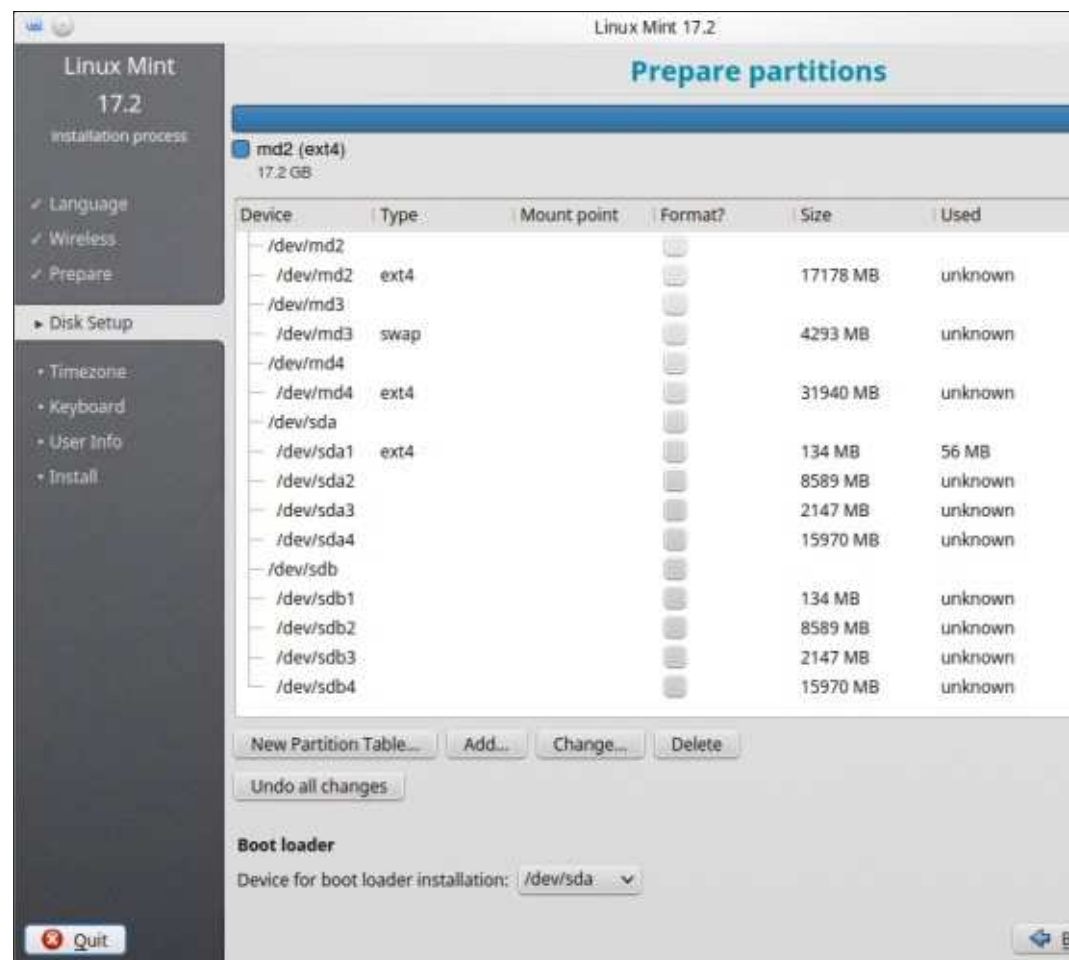 Linux Mint 17.2
Linux Mint
17.2
installation process
✓ Language
✓ Wireless
✓ Prepare
▸ Disk Setup
• Timezone
• Keyboard
• User Info
• Install
Quit
Prepare partitions
md2 (ext4)
17.2 GB
Device Type Mount point Format? Size Used
/dev/md2
/dev/md2 ext4 17178 MB unknown
/dev/md3
/dev/md3 swap 4293 MB unknown
/dev/md4
/dev/md4 ext4 31940 MB unknown
/dev/sda
/dev/sda1 ext4 134 MB 56 MB
/dev/sda2 8589 MB unknown
/dev/sda3 2147 MB unknown
/dev/sda4 15970 MB unknown
/dev/sdb
/dev/sdb1 134 MB unknown
/dev/sdb2 8589 MB unknown
/dev/sdb3 2147 MB unknown
/dev/sdb4 15970 MB unknown
New Partition Table... Add... Change... Delete
Undo all changes
Boot loader
Device for boot loader installation: /dev/sda